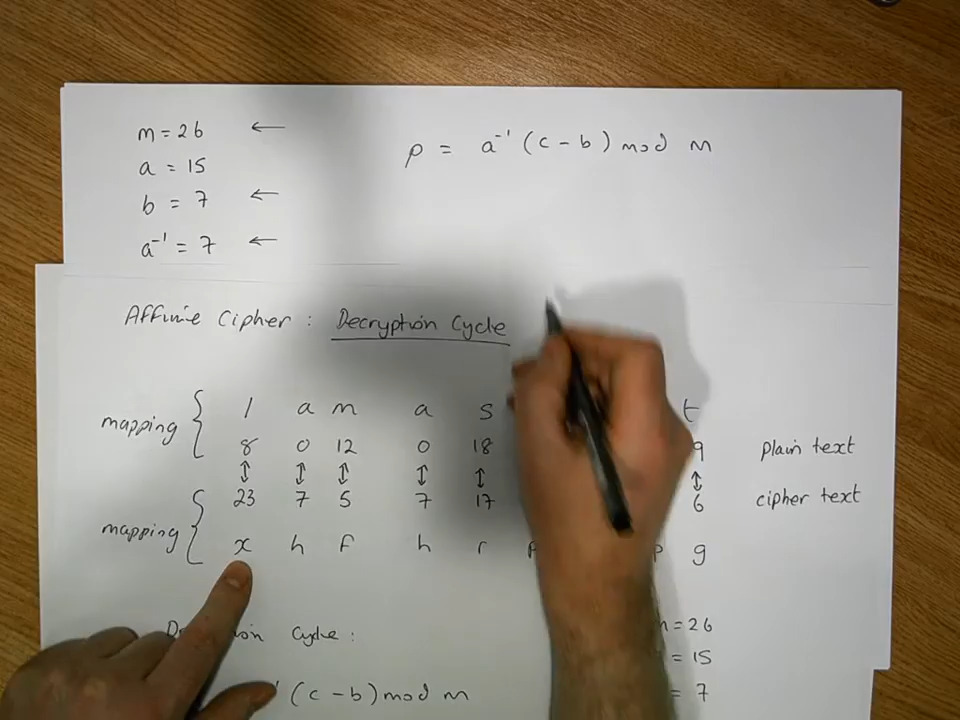 m = 26 ←
a = 15
b = 7 ←
a⁻¹ = 7 ←
p = a⁻¹ (c - b) mod m
Affine Cipher : Decryption Cycle
mapping { I a m a s t
8 0 12 0 18 9 plain text
↕ ↕ ↕ ↕ ↕ ↕
mapping { 23 7 5 7 17 6 cipher text
x h f h r p g
Cycle :
(c - b) mod m
= 26
= 15
= 7